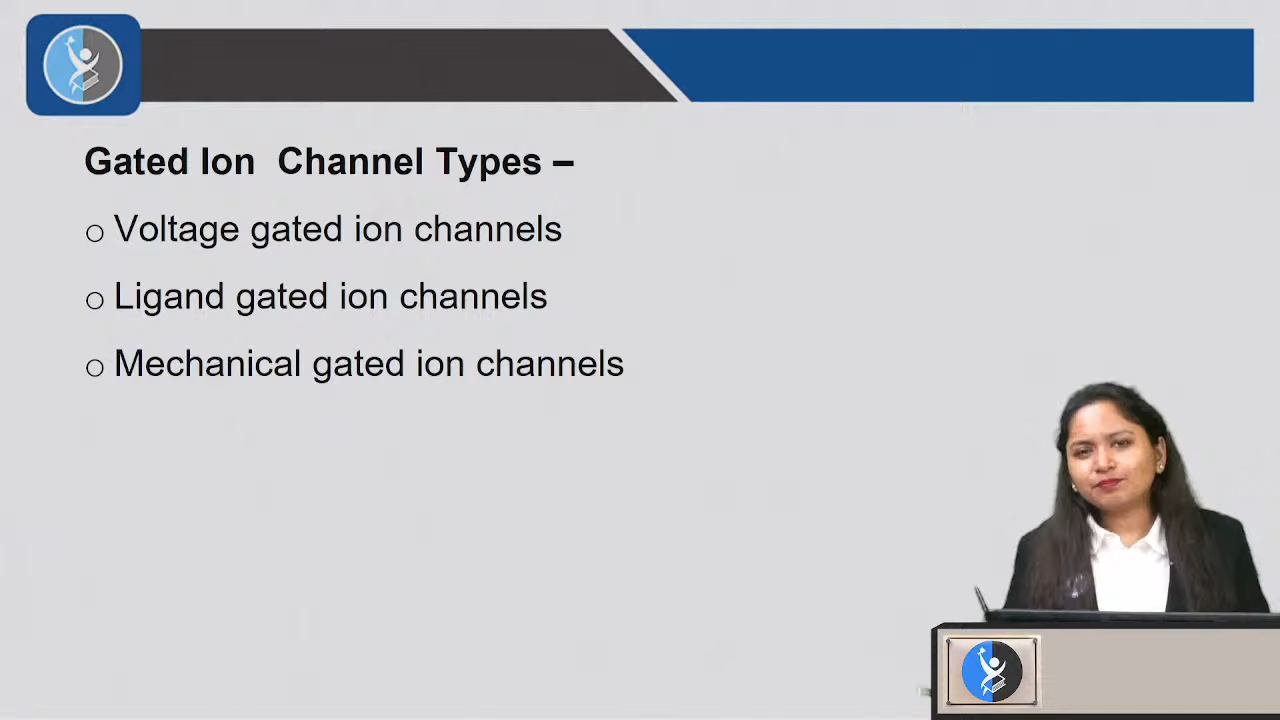 Gated Ion Channel Types –
o Voltage gated ion channels
o Ligand gated ion channels
o Mechanical gated ion channels